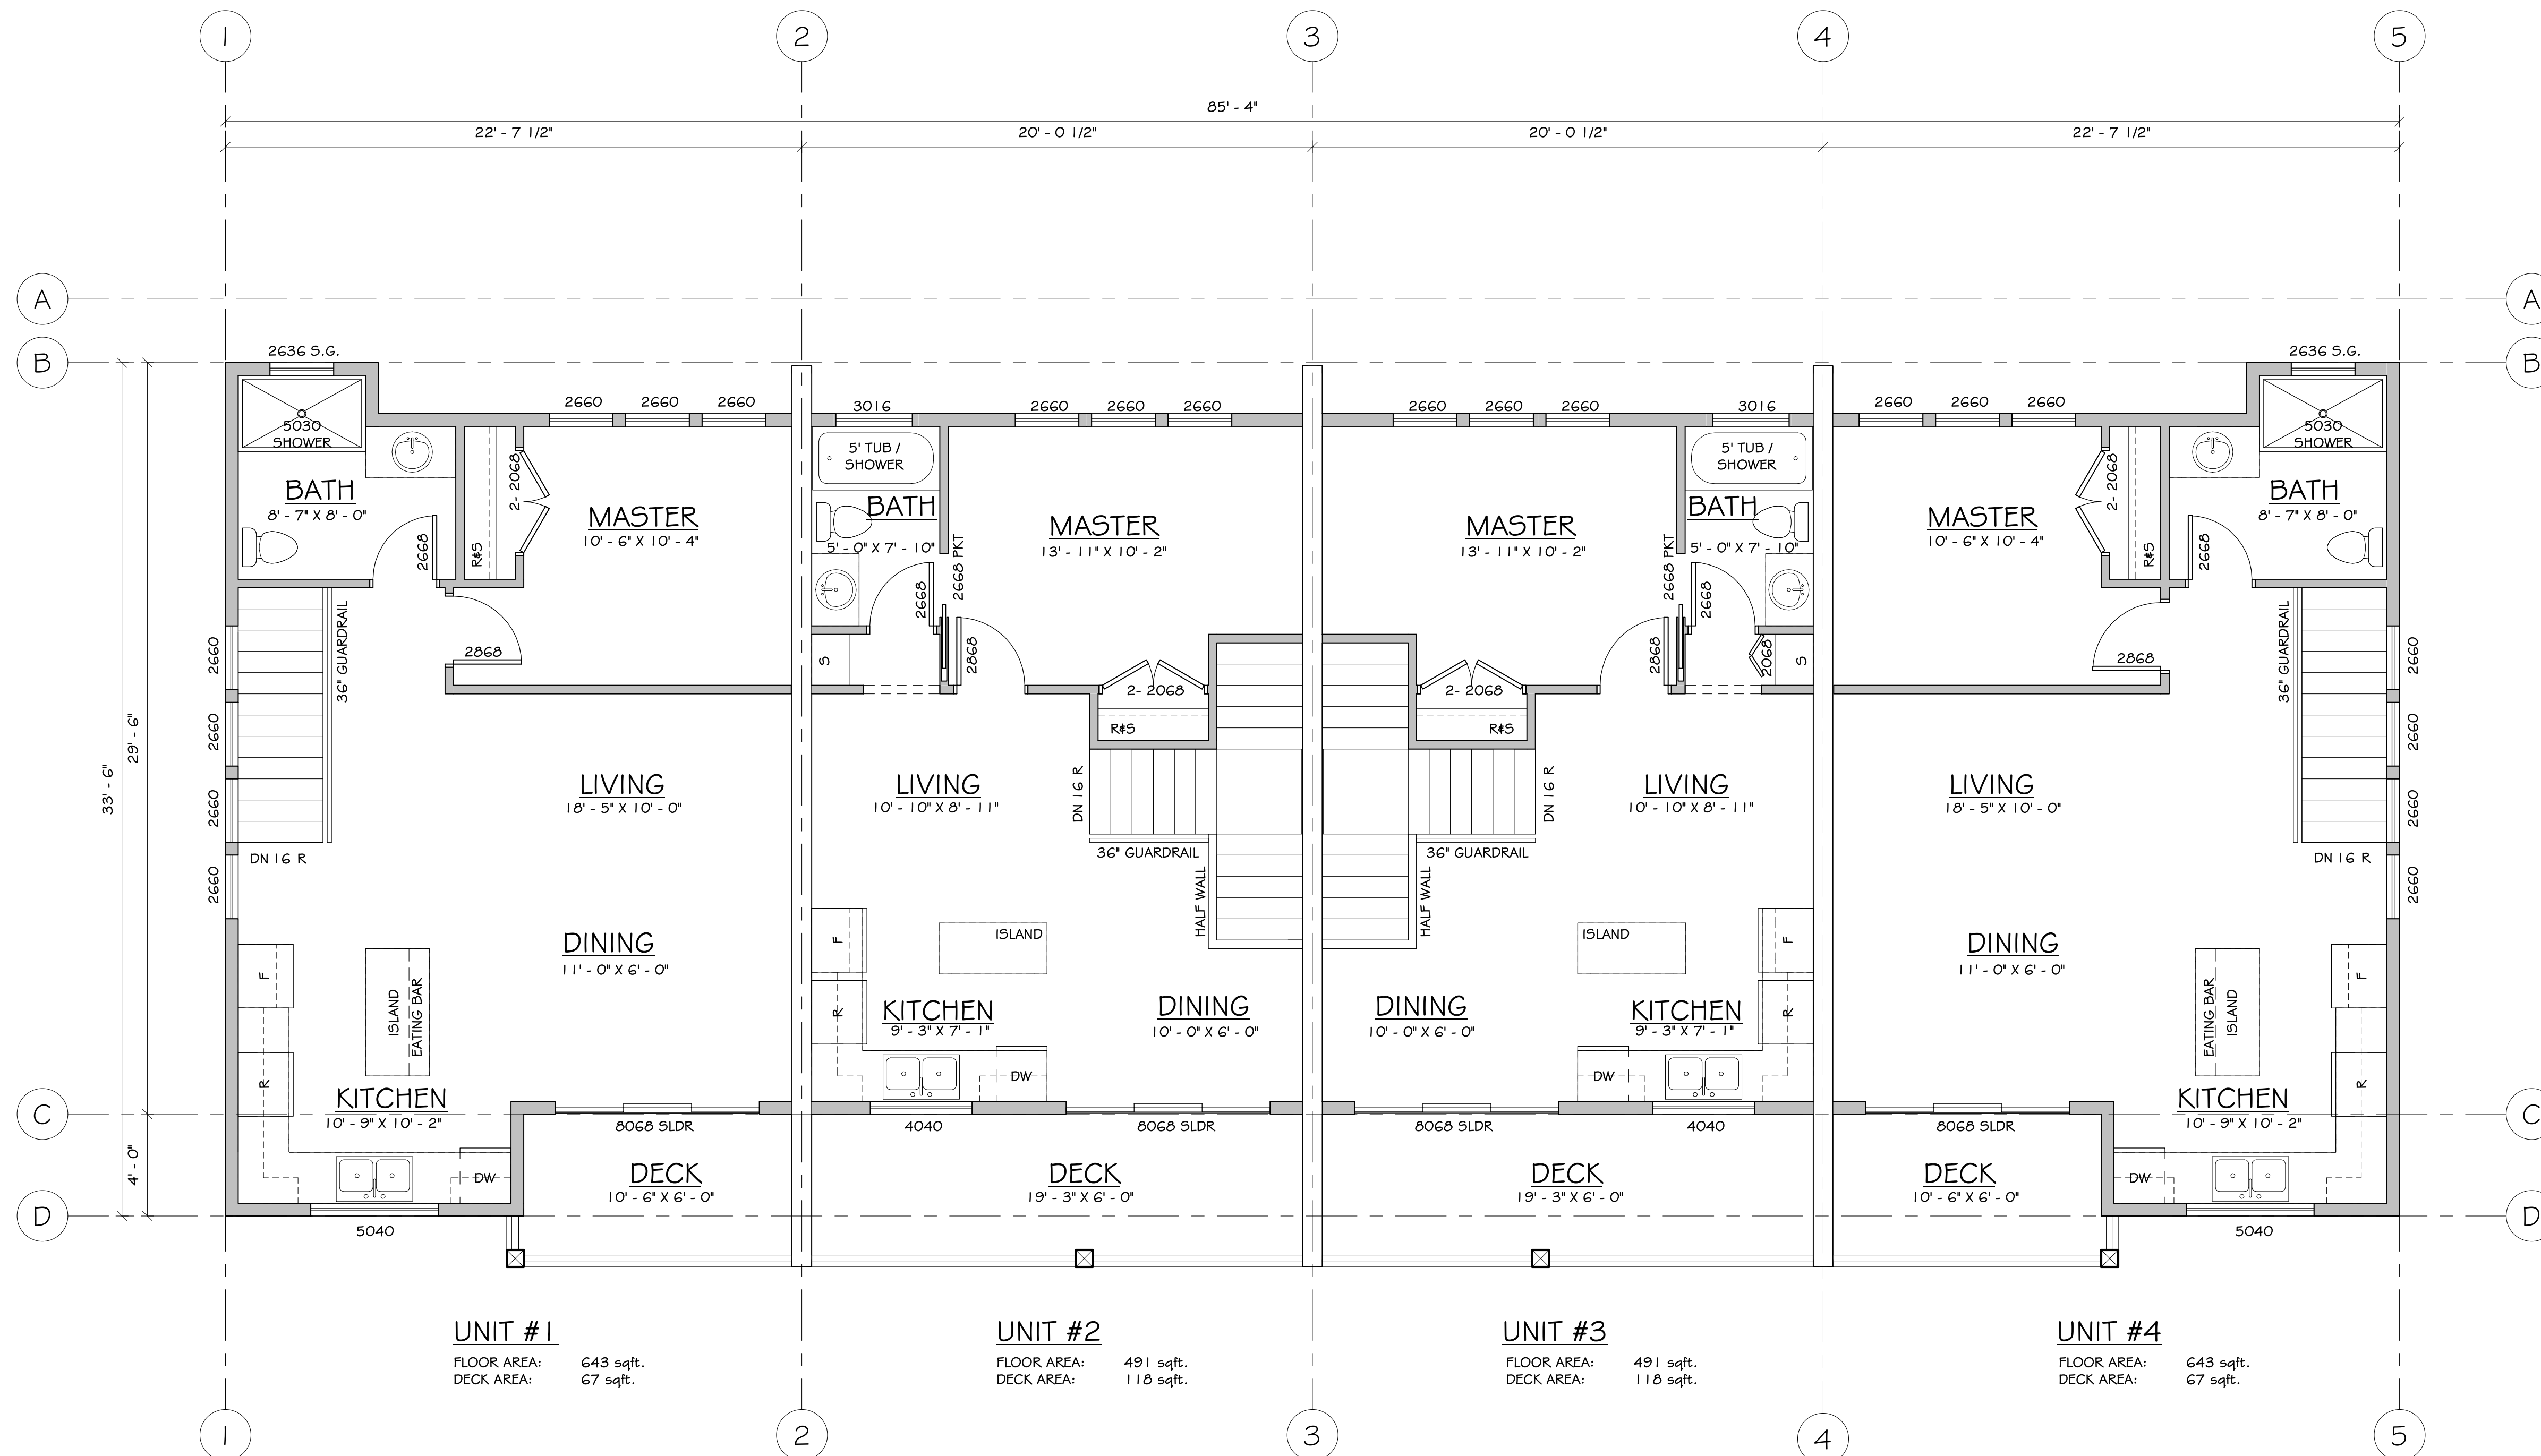 1 2 3 4 5
85' - 4"
22' - 7 1/2" 20' - 0 1/2" 20' - 0 1/2" 22' - 7 1/2"
A A
B B
2636 S.G. 2636 S.G.
2660 2660 2660 3016 2660 2660 2660 2660 2660 2660 3016 2660 2660 2660
5030
SHOWER
BATH
8' - 7" X 8' - 0"
2668
R&S
2- 2068
MASTER
10' - 6" X 10' - 4"
2868
36" GUARDRAIL
2660
2660
2660
2660
DN 16 R
LIVING
18' - 5" X 10' - 0"
DINING
11' - 0" X 6' - 0"
F
R
ISLAND
EATING BAR
KITCHEN
10' - 9" X 10' - 2"
DW
5040
8068 SLDR
DECK
10' - 6" X 6' - 0"
33' - 6"
29' - 6"
4' - 0"
5' TUB /
SHOWER
BATH
5' - 0" X 7' - 10"
2668
2668 PKT
MASTER
13' - 11" X 10' - 2"
S
2868
2- 2068
R&S
LIVING
10' - 10" X 8' - 11"
DN 16 R
36" GUARDRAIL
HALF WALL
F
R
ISLAND
KITCHEN
9' - 3" X 7' - 1"
DINING
10' - 0" X 6' - 0"
DW
4040
8068 SLDR
DECK
19' - 3" X 6' - 0"
MASTER
13' - 11" X 10' - 2"
5' TUB /
SHOWER
BATH
5' - 0" X 7' - 10"
2668 PKT
2668
2868
2068
S
2- 2068
R&S
DN 16 R
LIVING
10' - 10" X 8' - 11"
36" GUARDRAIL
HALF WALL
ISLAND
F
R
DINING
10' - 0" X 6' - 0"
KITCHEN
9' - 3" X 7' - 1"
DW
8068 SLDR
4040
DECK
19' - 3" X 6' - 0"
5030
SHOWER
MASTER
10' - 6" X 10' - 4"
2- 2068
R&S
BATH
8' - 7" X 8' - 0"
2668
2868
36" GUARDRAIL
2660
2660
2660
2660
DN 16 R
LIVING
18' - 5" X 10' - 0"
DINING
11' - 0" X 6' - 0"
EATING BAR
ISLAND
F
R
KITCHEN
10' - 9" X 10' - 2"
DW
8068 SLDR
5040
DECK
10' - 6" X 6' - 0"
C C
D D
UNIT #1
FLOOR AREA: 643 sqft.
DECK AREA: 67 sqft.
UNIT #2
FLOOR AREA: 491 sqft.
DECK AREA: 118 sqft.
UNIT #3
FLOOR AREA: 491 sqft.
DECK AREA: 118 sqft.
UNIT #4
FLOOR AREA: 643 sqft.
DECK AREA: 67 sqft.
1 2 3 4 5